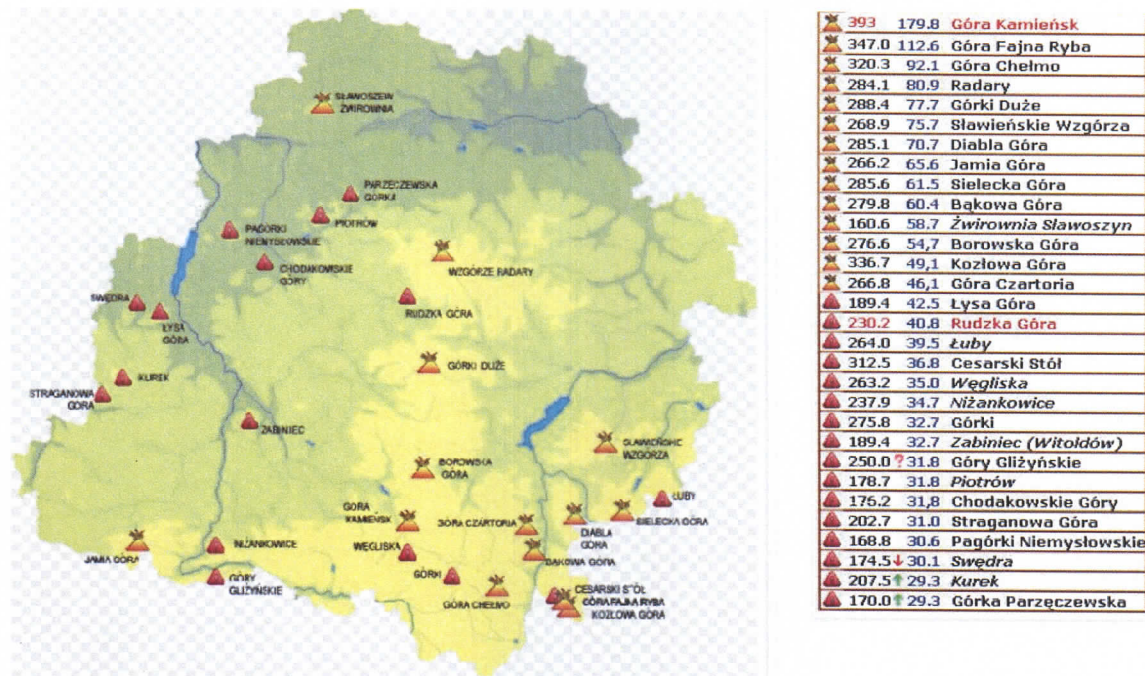 SŁAWOSZEW
ŻWIROWNIA
PARZĘCZEWSKA
GÓRKA
PIOTRÓW
PAGÓRKI
NIEMYSŁOWSKIE
WZGÓRZE RADARY
CHODAKOWSKIE
GÓRY
SWĘDRA
ŁYSA
GÓRA
RUDZKA GÓRA
GÓRKI DUŻE
KUREK
STRAGANOWA
GÓRA
ŻABINIEC
SŁAWIEŃSKIE
WZGÓRZA
BOROWSKA
GÓRA
ŁUBY
GÓRA
KAMIEŃSK
GÓRA CZARTORIA
DIABLA
GÓRA
SIELECKA GÓRA
JAMIA GÓRA
NIŻANKOWICE
WĘGLISKA
BĄKOWA GÓRA
GÓRY
GLIŻYŃSKIE
GÓRKI
GÓRA CHEŁMO
CESARSKI STÓŁ
GÓRA FAJNA RYBA
KOZŁOWA GÓRA
393 179.8 Góra Kamieńsk
347.0 112.6 Góra Fajna Ryba
320.3 92.1 Góra Chełmo
284.1 80.9 Radary
288.4 77.7 Górki Duże
268.9 75.7 Sławieńskie Wzgórza
285.1 70.7 Diabla Góra
266.2 65.6 Jamia Góra
285.6 61.5 Sielecka Góra
279.8 60.4 Bąkowa Góra
160.6 58.7 Żwirownia Sławoszyn
276.6 54,7 Borowska Góra
336.7 49,1 Kozłowa Góra
266.8 46,1 Góra Czartoria
189.4 42.5 Łysa Góra
230.2 40.8 Rudzka Góra
264.0 39.5 Łuby
312.5 36.8 Cesarski Stół
263.2 35.0 Węgliska
237.9 34.7 Niżankowice
275.8 32.7 Górki
189.4 32.7 Zabiniec (Witoldów)
250.0 ? 31.8 Góry Gliżyńskie
178.7 31.8 Piotrów
176.2 31,8 Chodakowskie Góry
202.7 31.0 Straganowa Góra
168.8 30.6 Pagórki Niemysłowskie
174.5 ↓ 30.1 Swędra
207.5 ↑ 29.3 Kurek
170.0 ↑ 29.3 Górka Parzęczewska